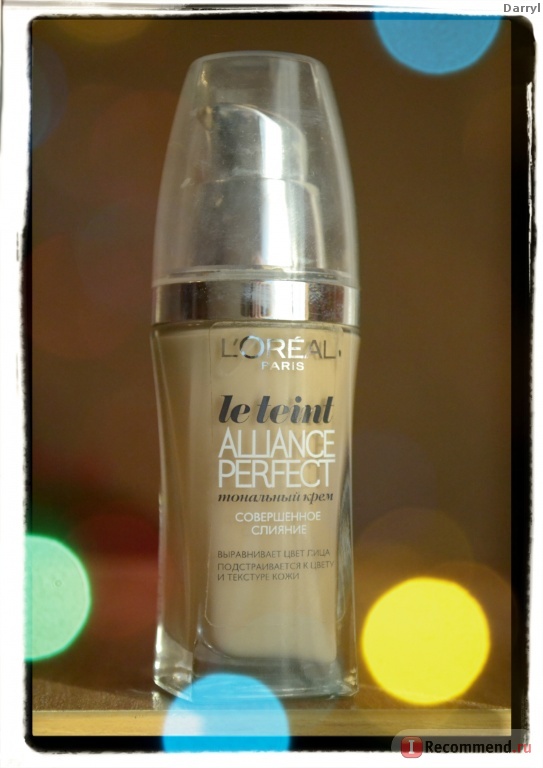 Darryl
L'ORÉAL
PARIS
le teint
ALLIANCE
PERFECT
тональный крем
СОВЕРШЕННОЕ
СЛИЯНИЕ
ВЫРАВНИВАЕТ ЦВЕТ ЛИЦА
ПОДСТРАИВАЕТСЯ К ЦВЕТУ
И ТЕКСТУРЕ КОЖИ
IRecommend.ru